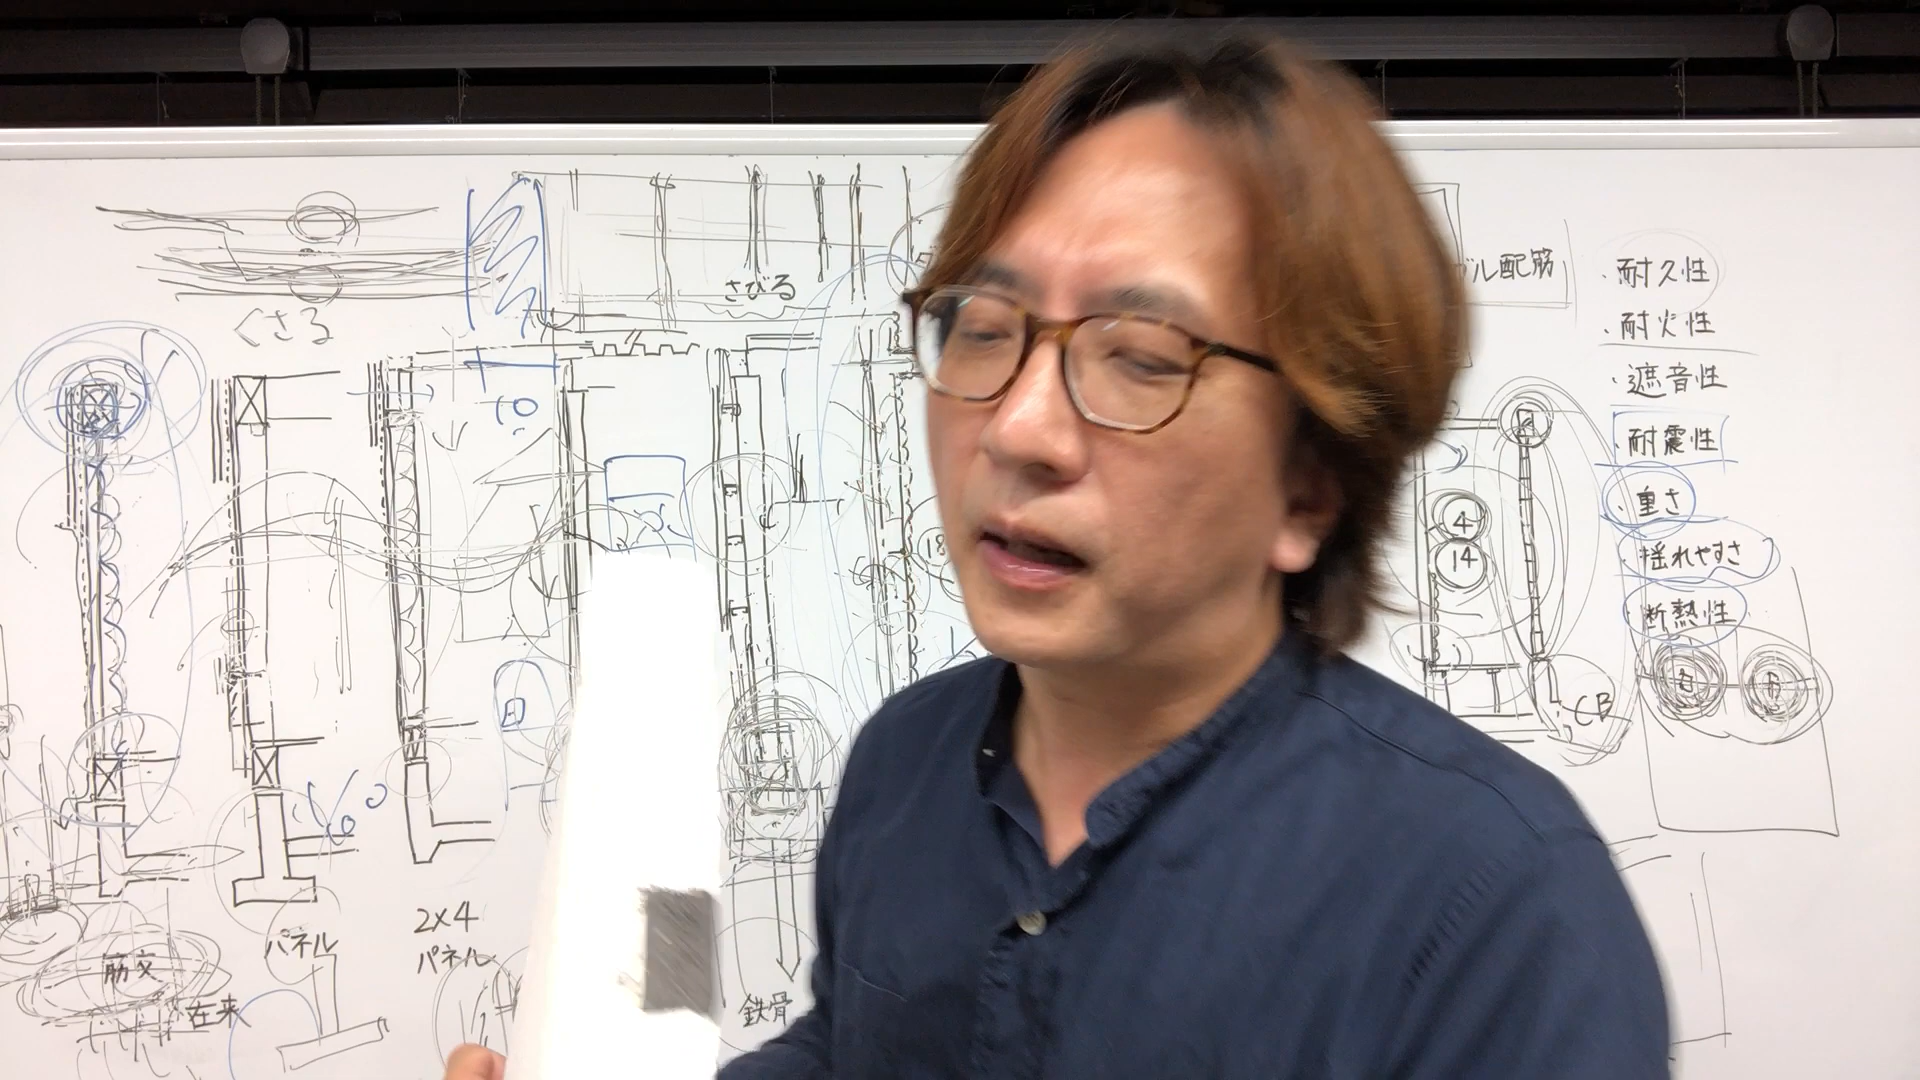 くさる
さびる
10
筋交
在来
パネル
2×4
パネル
鉄骨
ル配筋
4
14
CB
・耐久性
・耐火性
・遮音性
・耐震性
・重さ
・揺れやすさ
・断熱性